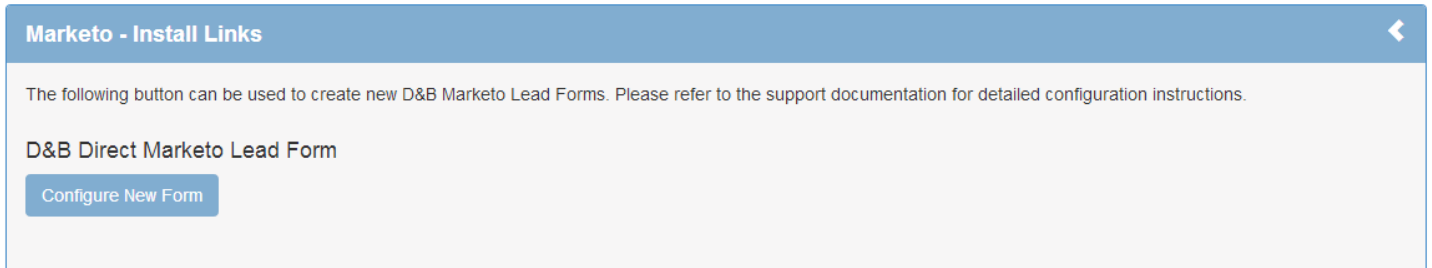 Marketo - Install Links
The following button can be used to create new D&B Marketo Lead Forms. Please refer to the support documentation for detailed configuration instructions.
D&B Direct Marketo Lead Form
Configure New Form